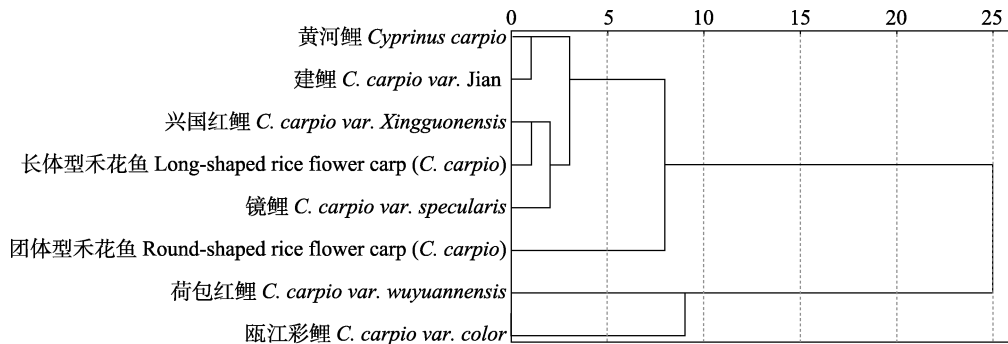 0 5 10 15 20 25
黄河鲤 Cyprinus carpio
建鲤 C. carpio var. Jian
兴国红鲤 C. carpio var. Xingguonensis
长体型禾花鱼 Long-shaped rice flower carp (C. carpio)
镜鲤 C. carpio var. specularis
团体型禾花鱼 Round-shaped rice flower carp (C. carpio)
荷包红鲤 C. carpio var. wuyuannensis
瓯江彩鲤 C. carpio var. color